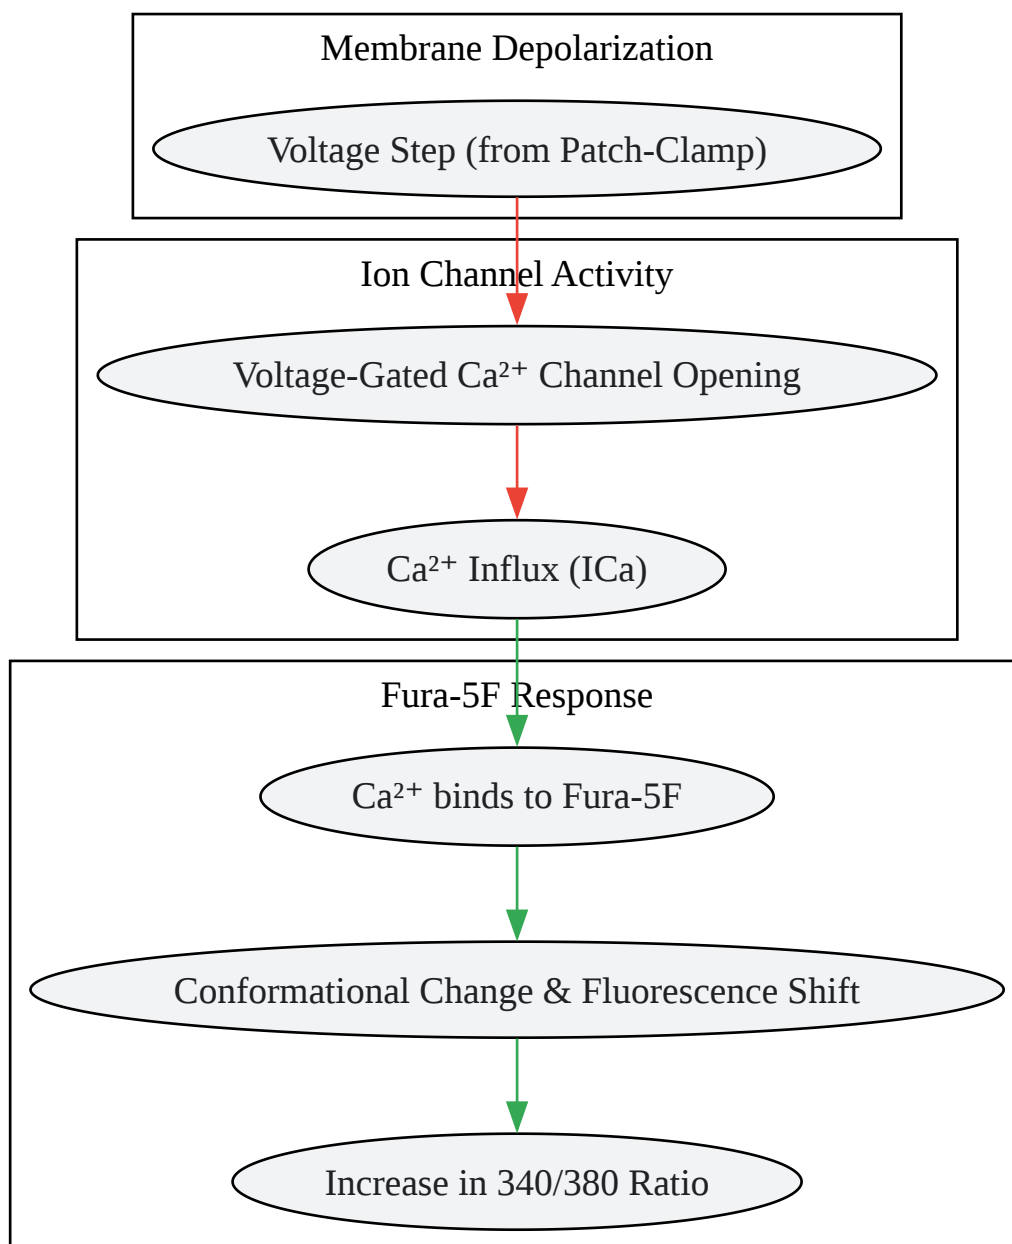 Membrane Depolarization
Voltage Step (from Patch-Clamp)
Ion Channel Activity
Voltage-Gated Ca²⁺ Channel Opening
Ca²⁺ Influx (ICa)
Fura-5F Response
Ca²⁺ binds to Fura-5F
Conformational Change & Fluorescence Shift
Increase in 340/380 Ratio